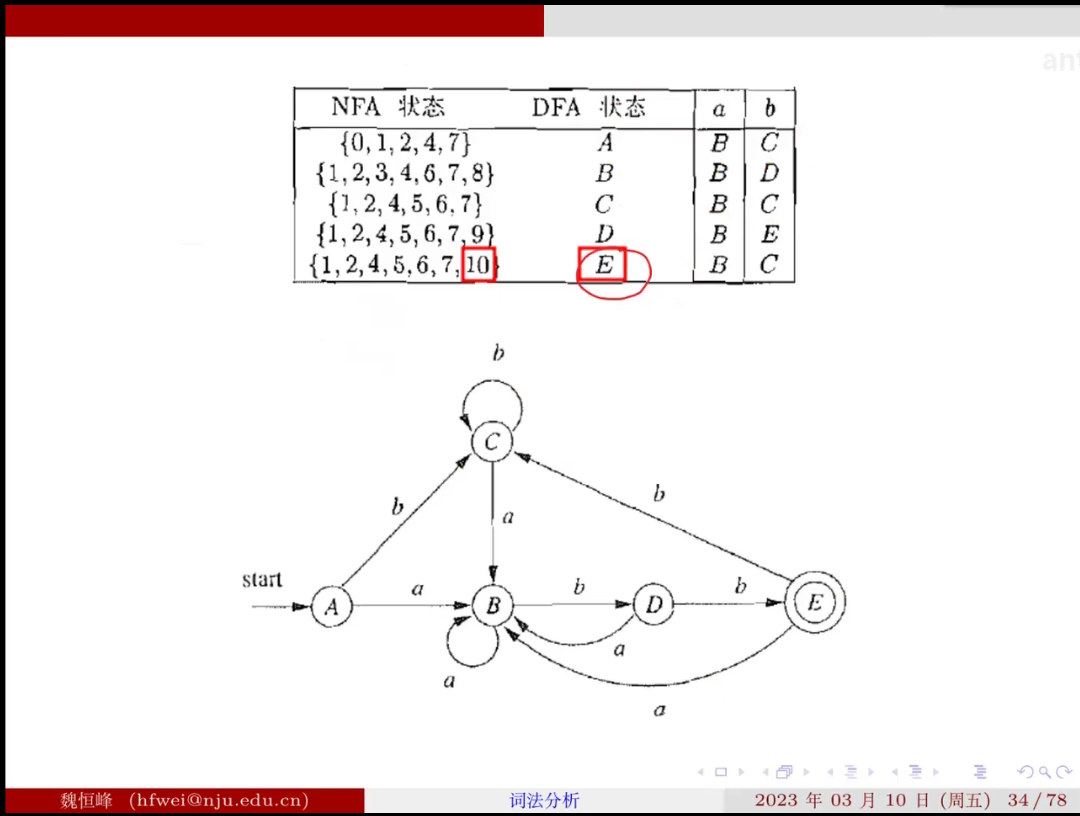 ant
NFA 状态 DFA 状态 a b
{0, 1, 2, 4, 7} A B C
{1, 2, 3, 4, 6, 7, 8} B B D
{1, 2, 4, 5, 6, 7} C B C
{1, 2, 4, 5, 6, 7, 9} D B E
{1, 2, 4, 5, 6, 7, 10} E B C
b
C
b
b
a
start
A
a
B
b
D
b
E
a
a
a
魏恒峰 (hfwei@nju.edu.cn) 词法分析 2023 年 03 月 10 日 (周五) 34 / 78